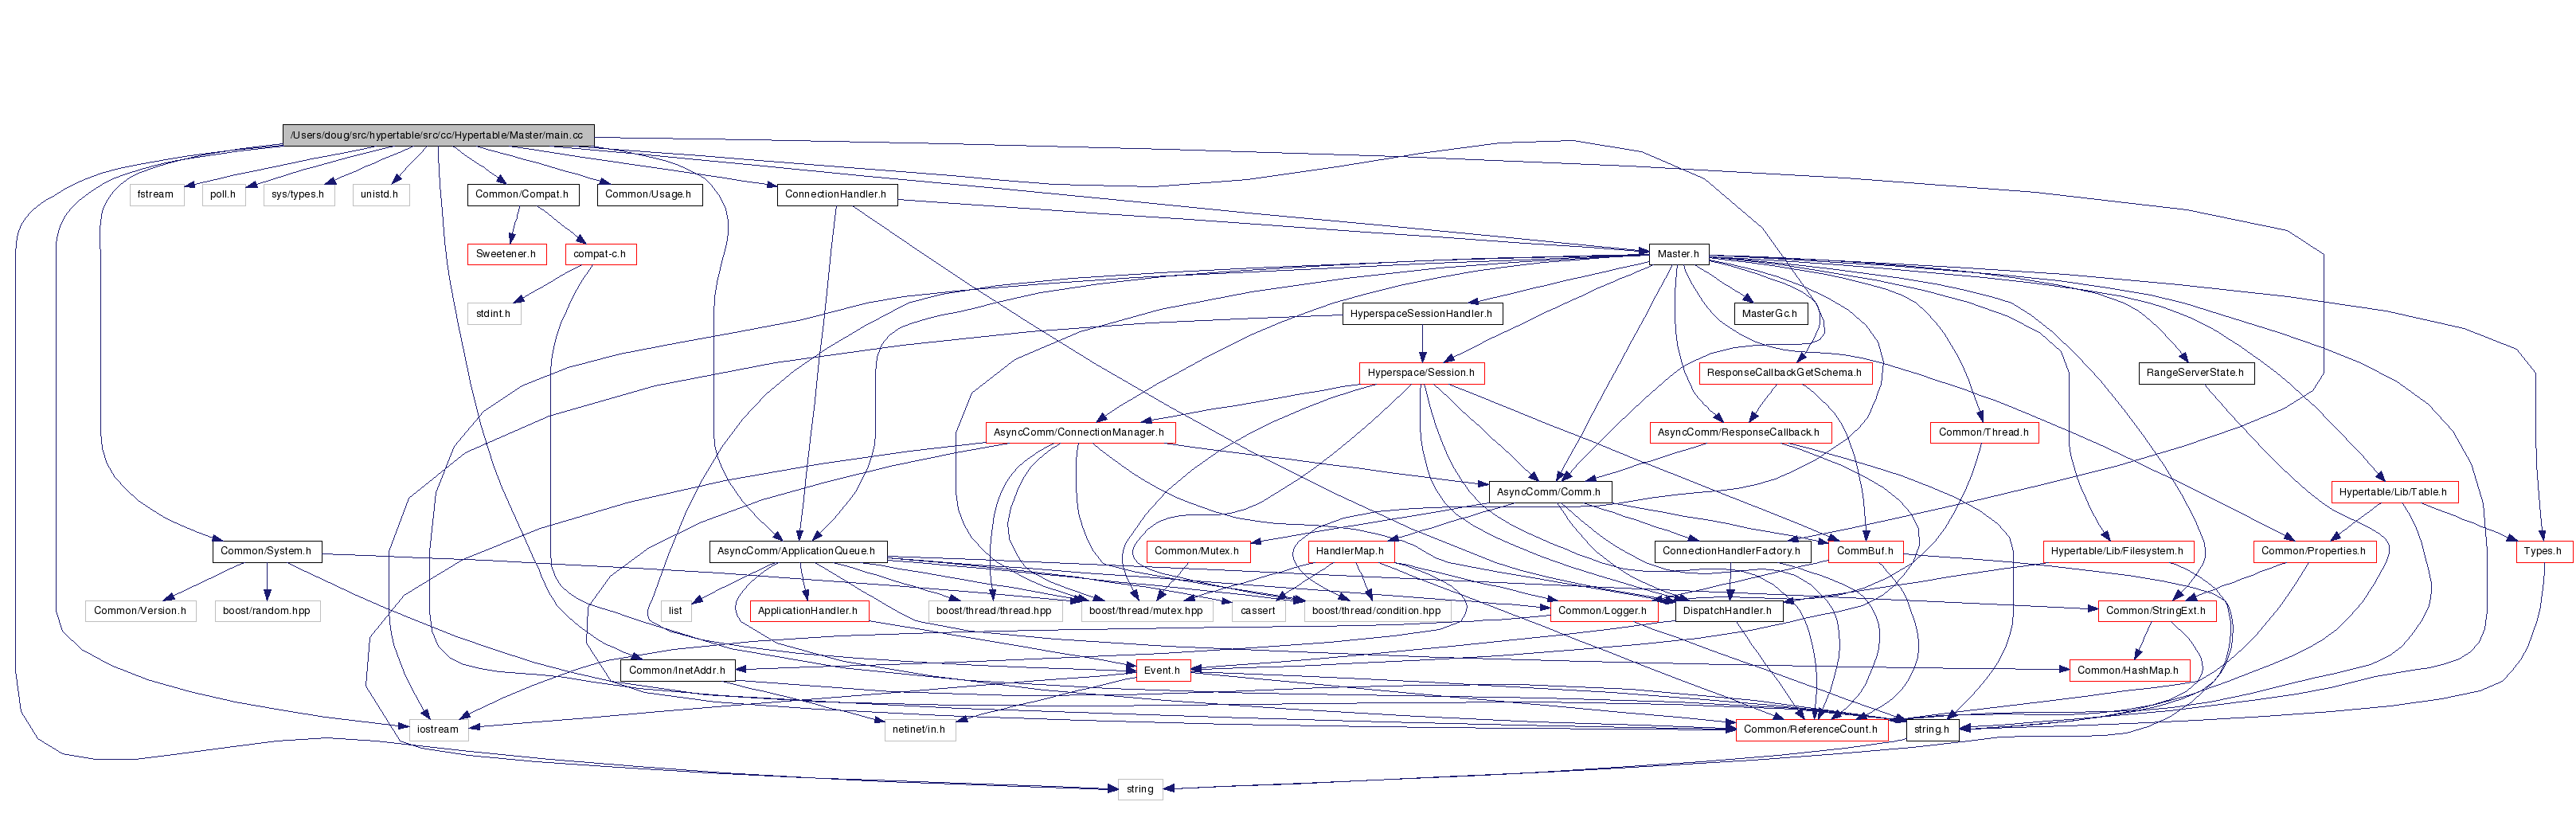 /Users/doug/src/hypertable/src/cc/Hypertable/Master/main.cc
fstream
poll.h
sys/types.h
unistd.h
Common/Compat.h
Common/Usage.h
ConnectionHandler.h
Sweetener.h
compat-c.h
Master.h
stdint.h
HyperspaceSessionHandler.h
MasterGc.h
Hyperspace/Session.h
ResponseCallbackGetSchema.h
RangeServerState.h
AsyncComm/ConnectionManager.h
AsyncComm/ResponseCallback.h
Common/Thread.h
AsyncComm/Comm.h
Hypertable/Lib/Table.h
Common/System.h
AsyncComm/ApplicationQueue.h
Common/Mutex.h
HandlerMap.h
ConnectionHandlerFactory.h
CommBuf.h
Hypertable/Lib/Filesystem.h
Common/Properties.h
Types.h
Common/Version.h
boost/random.hpp
list
ApplicationHandler.h
boost/thread/thread.hpp
boost/thread/mutex.hpp
cassert
boost/thread/condition.hpp
Common/Logger.h
DispatchHandler.h
Common/StringExt.h
Common/InetAddr.h
Event.h
Common/HashMap.h
iostream
netinet/in.h
Common/ReferenceCount.h
string.h
string